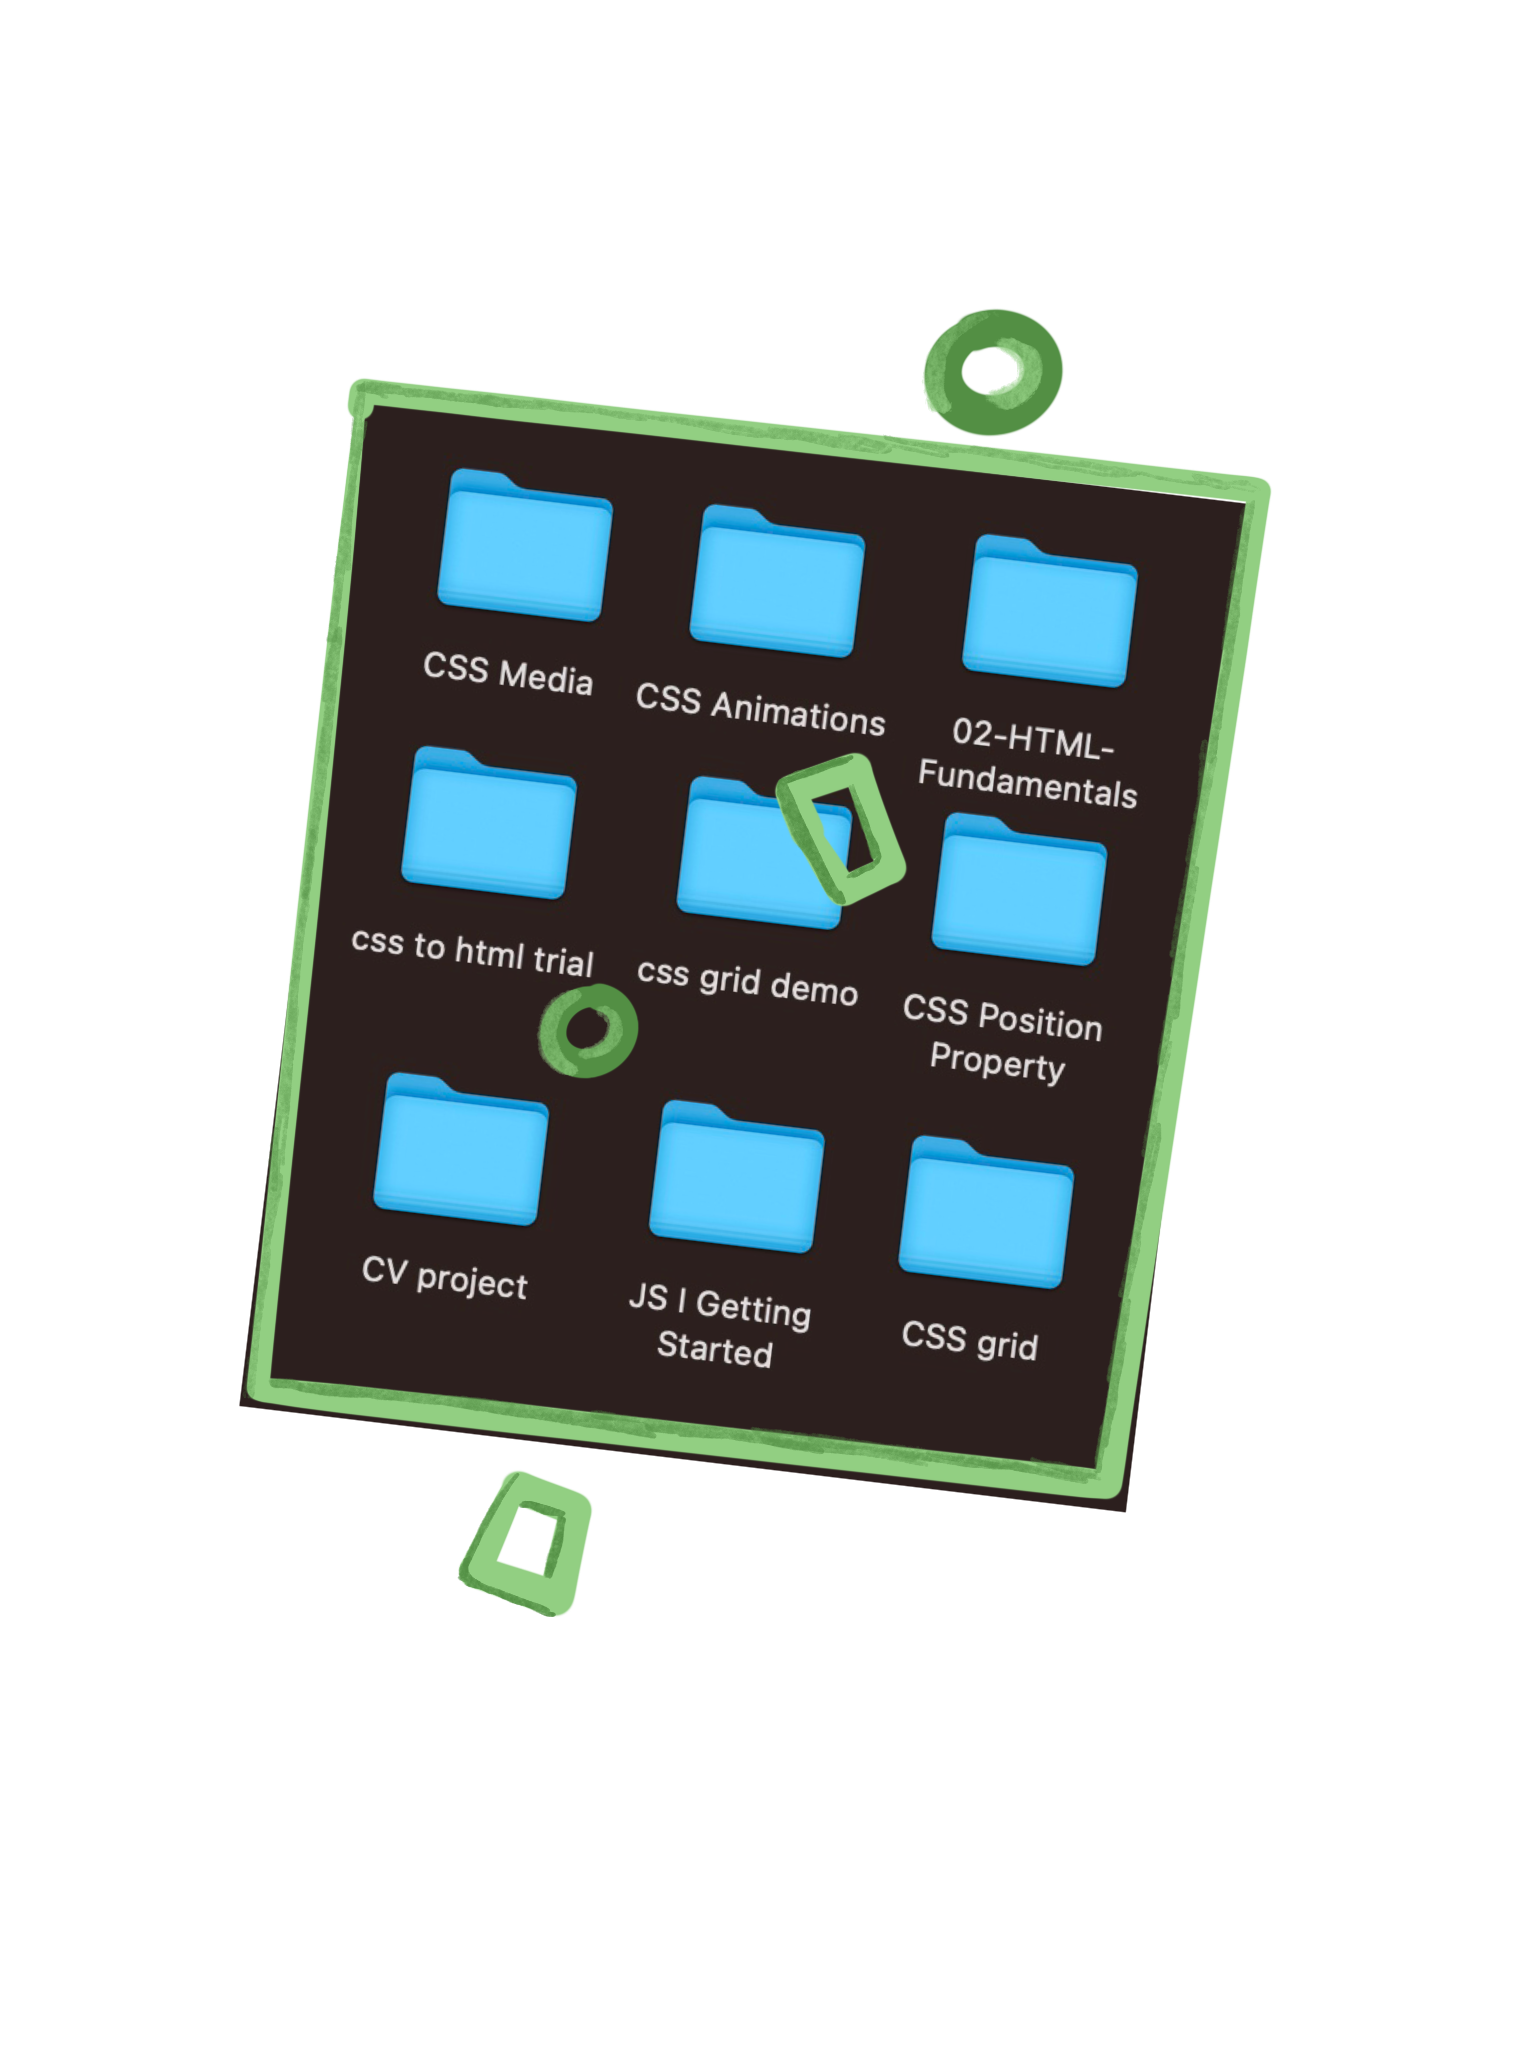 CSS Media
CSS Animations
02-HTML-
Fundamentals
css to html trial
css grid demo
CSS Position
Property
CV project
JS I Getting
Started
CSS grid